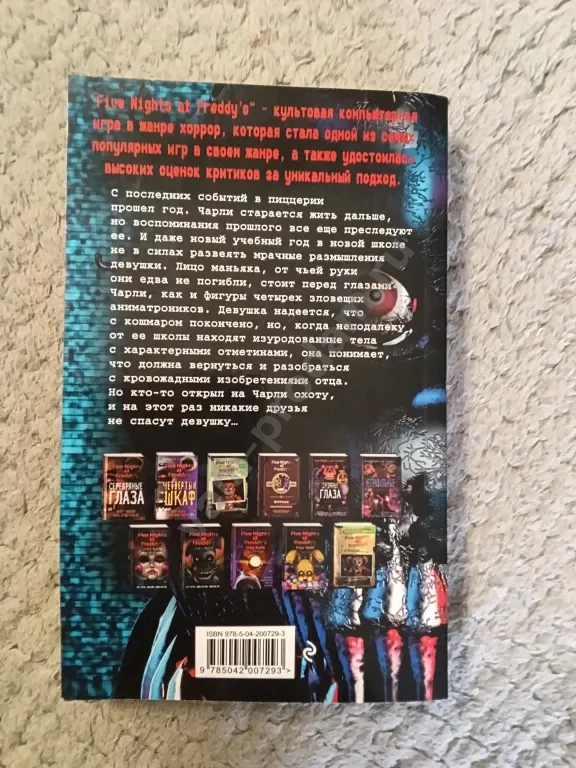 "Five Nights at Freddy's" – культовая компьютерная
игра в жанре хоррор, которая стала одной из самых
популярных игр в своем жанре, а также удостоилась
высоких оценок критиков за уникальный подход.
С последних событий в пиццерии
прошел год. Чарли старается жить дальше,
но воспоминания прошлого все еще преследуют
ее. И даже новый учебный год в новой школе
не в силах развеять мрачные размышления
девушки. Лицо маньяка, от чьей руки
они едва не погибли, стоит перед глазами
Чарли, как и фигуры четырех зловещих
аниматроников. Девушка надеется, что
с кошмаром покончено, но, когда неподалеку
от ее школы находят изуродованные тела
с характерными отметинами, она понимает,
что должна вернуться и разобраться
с кровожадными изобретениями отца.
Но кто-то открыл на Чарли охоту,
и на этот раз никакие друзья
не спасут девушку…
СЕРЕБРЯНЫЕ
ГЛАЗА
ЧЕТВЕРТЫЙ
ШКАФ
ГЛАЗА
Five Nights
at
Freddy's
ISBN 978-5-04-200729-3
9 785042 007293 >